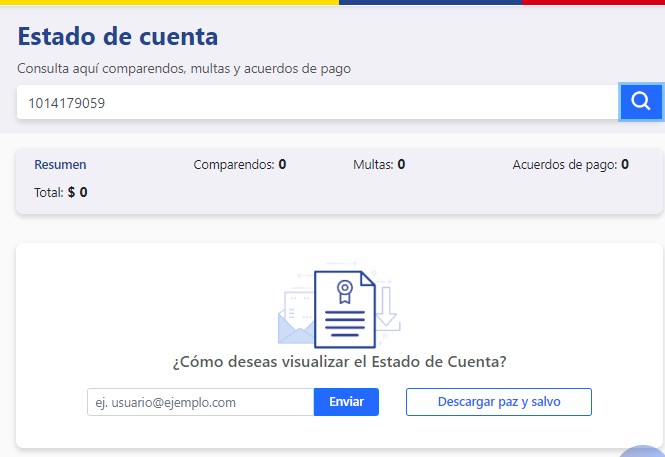 Estado de cuenta
Consulta aquí comparendos, multas y acuerdos de pago
1014179059
Resumen Comparendos: 0 Multas: 0 Acuerdos de pago: 0
Total: $ 0
¿Cómo deseas visualizar el Estado de Cuenta?
ej. usuario@ejemplo.com Enviar Descargar paz y salvo